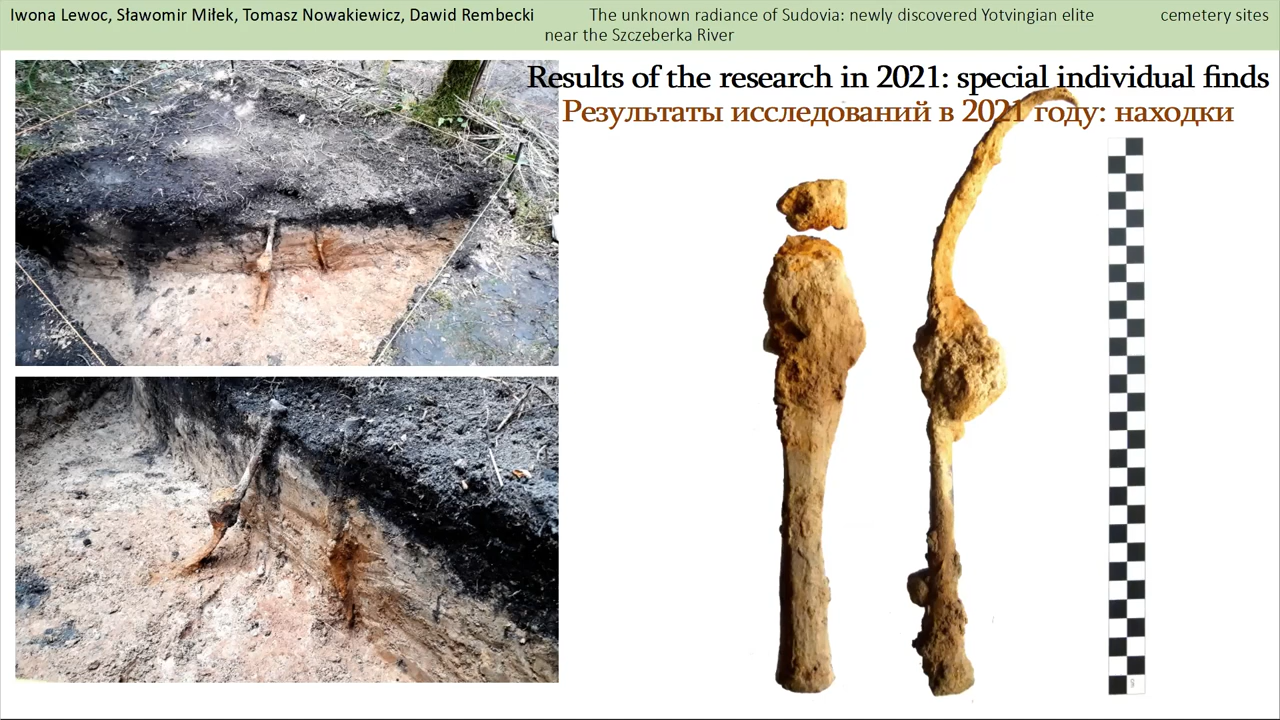 Iwona Lewoc, Sławomir Miłek, Tomasz Nowakiewicz, Dawid Rembecki The unknown radiance of Sudovia: newly discovered Yotvingian elite cemetery sites
near the Szczeberka River
Results of the research in 2021: special individual finds
Результаты исследований в 2021 году: находки